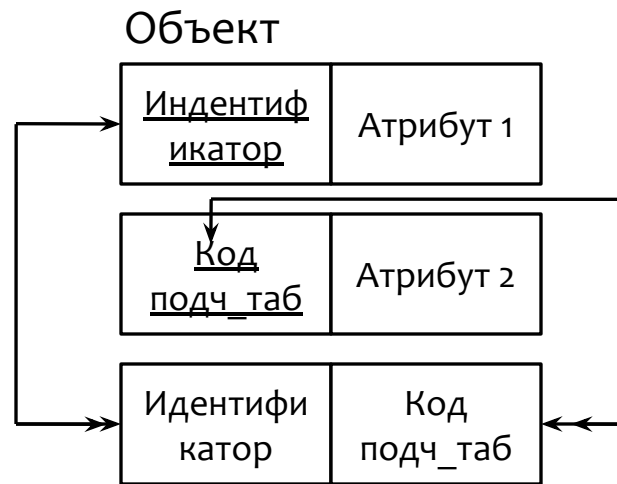 Объект
Индентиф
икатор
Атрибут 1
Код
подч_таб
Атрибут 2
Идентифи
катор
Код
подч_таб